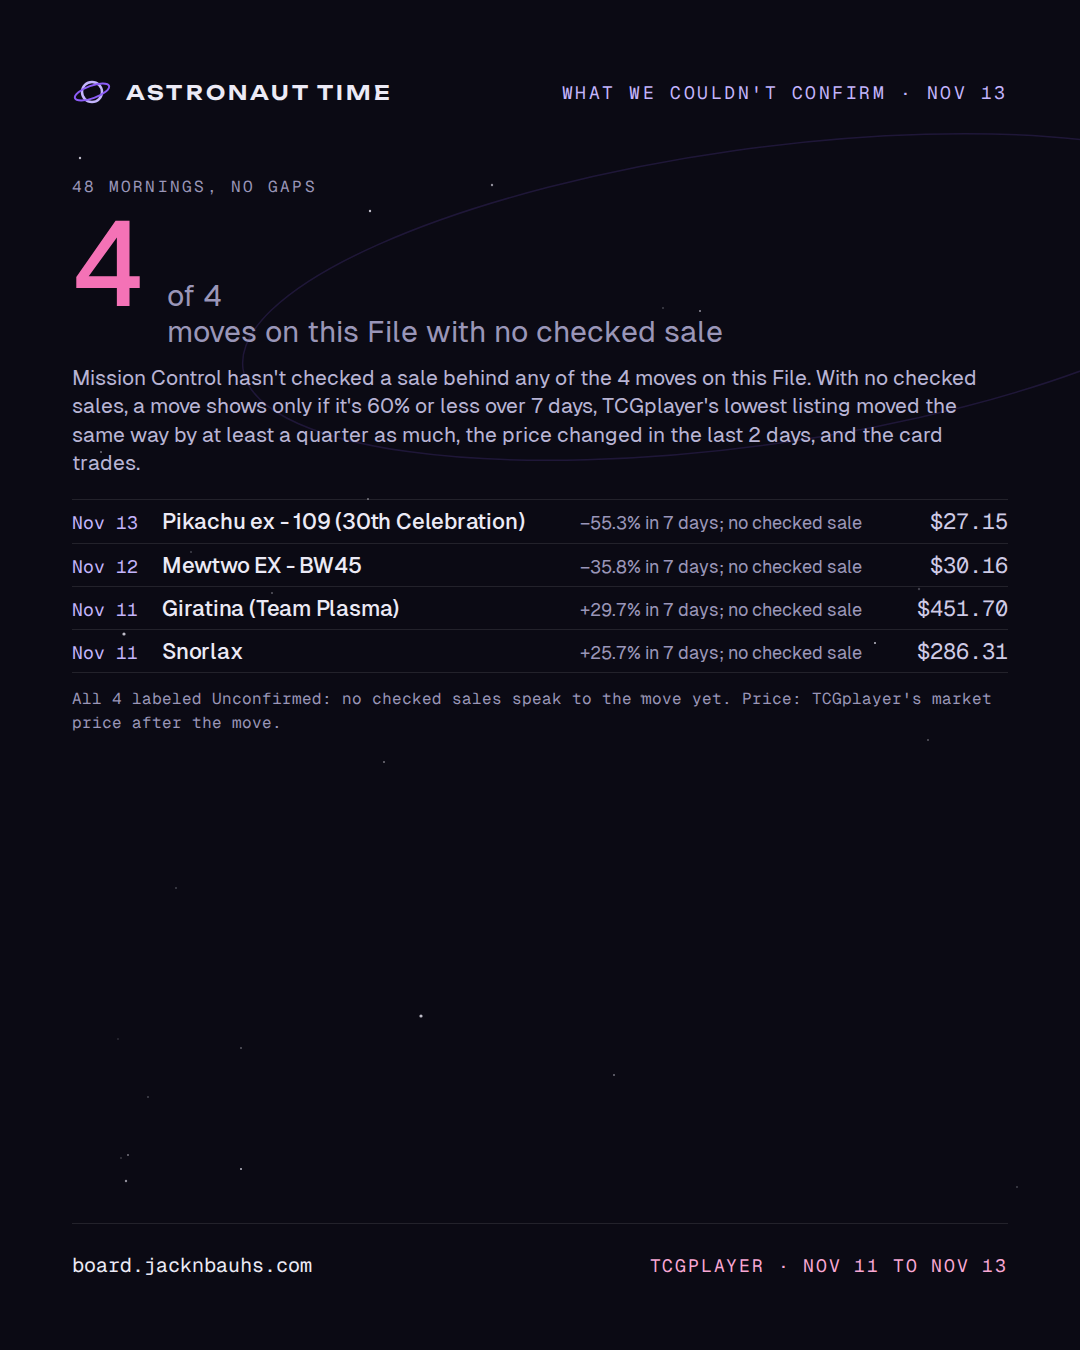 ASTRONAUT TIME
WHAT WE COULDN'T CONFIRM · NOV 13
48 MORNINGS, NO GAPS
4 of 4
moves on this File with no checked sale
Mission Control hasn't checked a sale behind any of the 4 moves on this File. With no checked
sales, a move shows only if it's 60% or less over 7 days, TCGplayer's lowest listing moved the
same way by at least a quarter as much, the price changed in the last 2 days, and the card
trades.
Nov 13 Pikachu ex - 109 (30th Celebration) −55.3% in 7 days; no checked sale $27.15
Nov 12 Mewtwo EX - BW45 −35.8% in 7 days; no checked sale $30.16
Nov 11 Giratina (Team Plasma) +29.7% in 7 days; no checked sale $451.70
Nov 11 Snorlax +25.7% in 7 days; no checked sale $286.31
All 4 labeled Unconfirmed: no checked sales speak to the move yet. Price: TCGplayer's market
price after the move.
board.jacknbauhs.com
TCGPLAYER · NOV 11 TO NOV 13